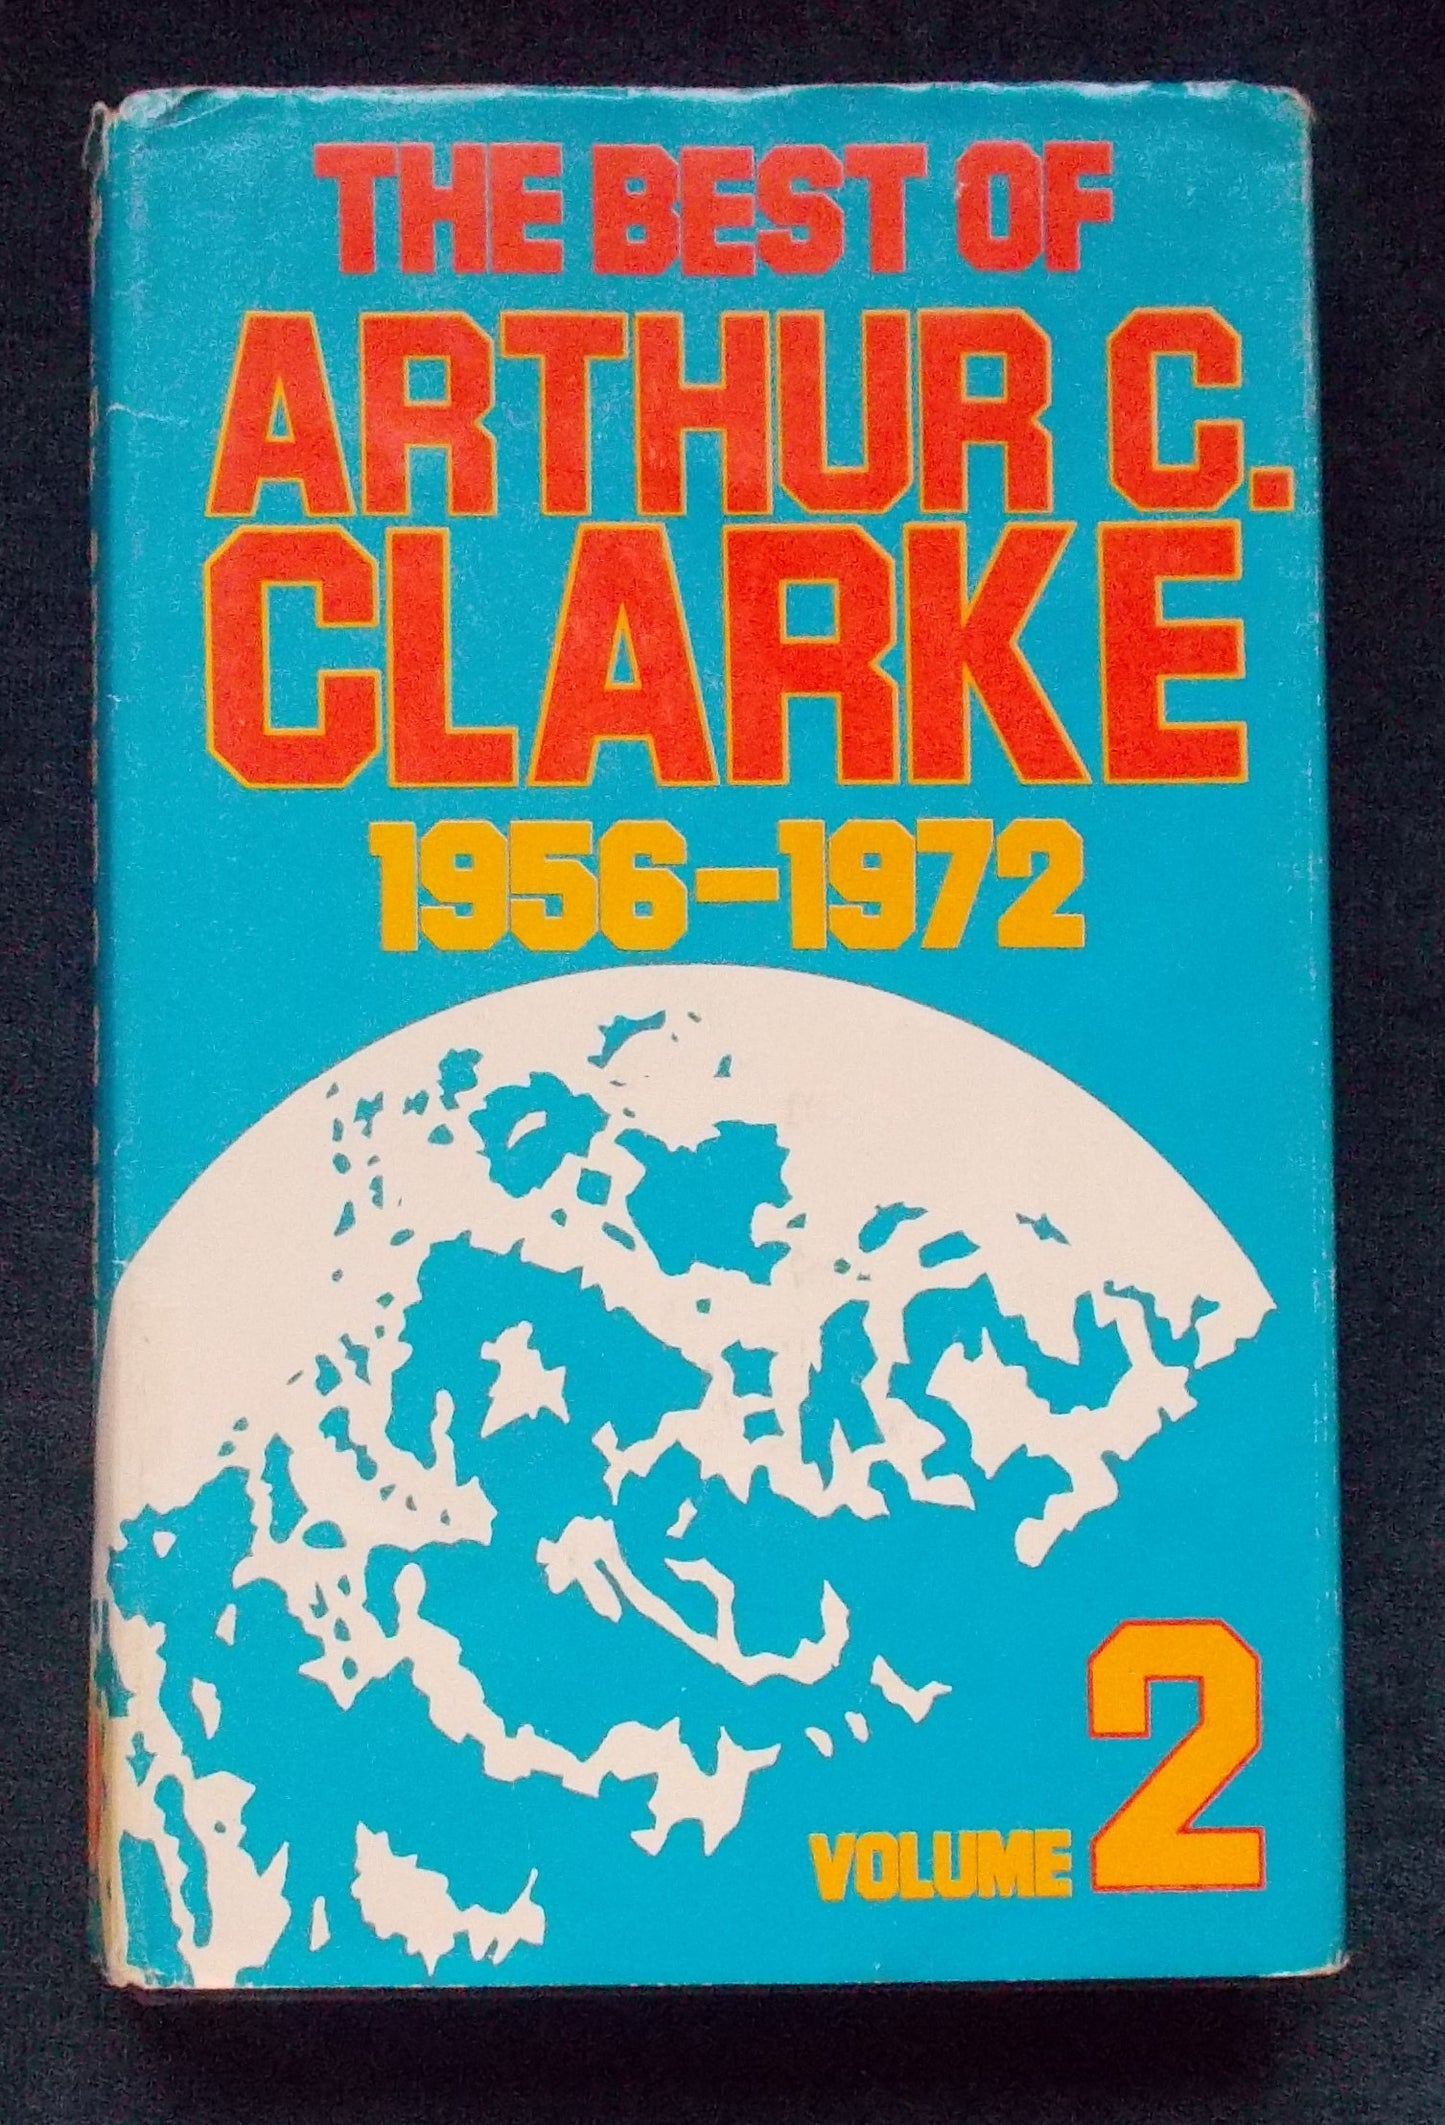 THE BEST OF
ARTHUR C.
CLARKE
1956-1972
VOLUME 2